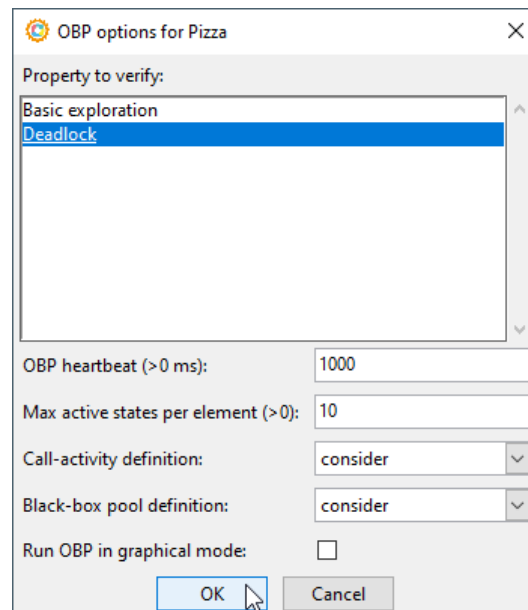 OBP options for Pizza
Property to verify:
Basic exploration
Deadlock
OBP heartbeat (>0 ms): 1000
Max active states per element (>0): 10
Call-activity definition: consider
Black-box pool definition: consider
Run OBP in graphical mode:
OK Cancel